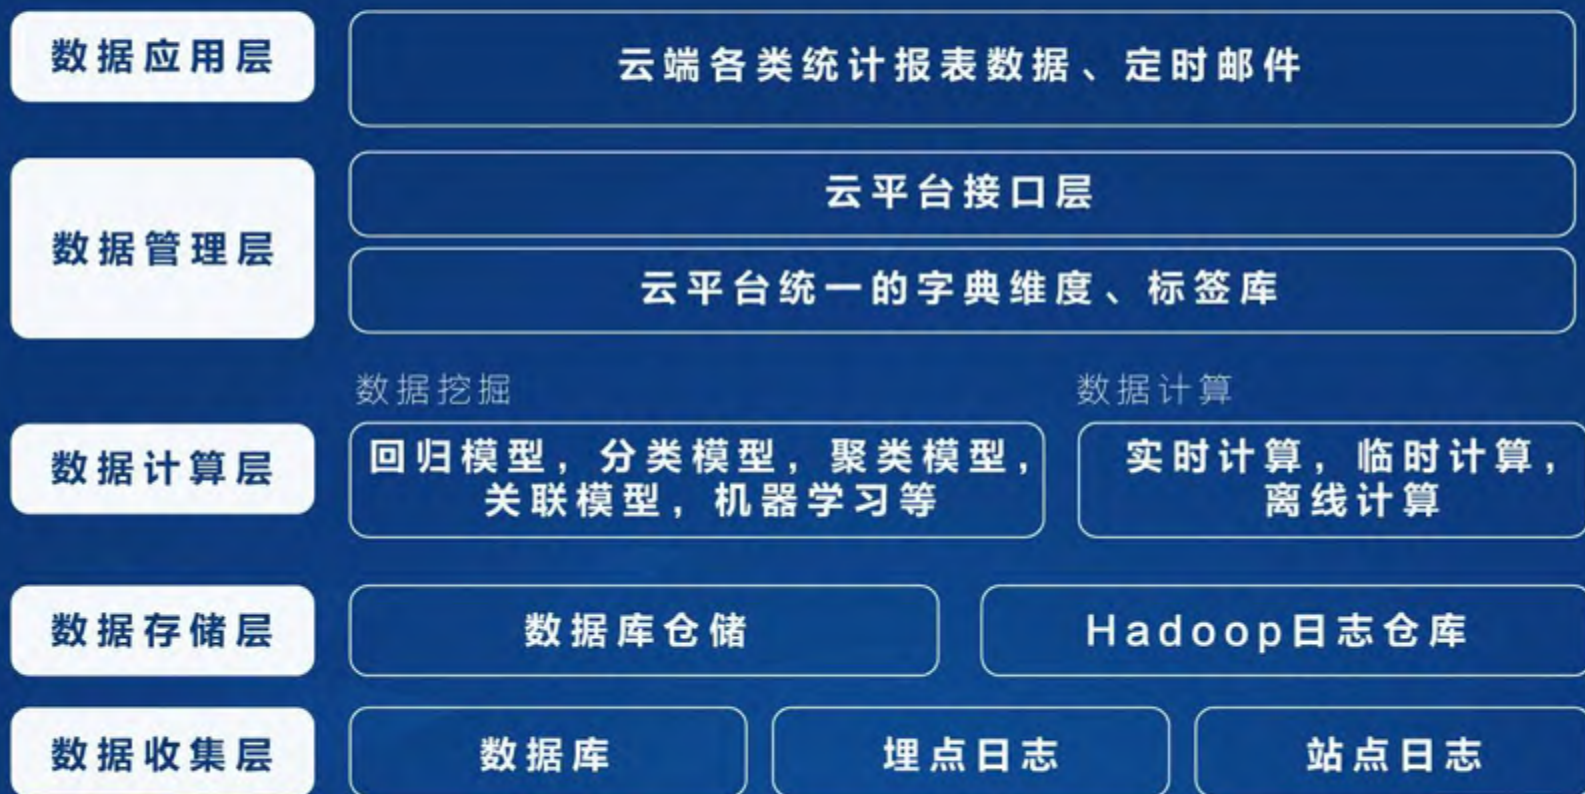 数据应用层
云端各类统计报表数据、定时邮件
数据管理层
云平台接口层
云平台统一的字典维度、标签库
数据挖掘
数据计算
数据计算层
回归模型，分类模型，聚类模型，
关联模型，机器学习等
实时计算，临时计算，
离线计算
数据存储层
数据库仓储
Hadoop日志仓库
数据收集层
数据库
埋点日志
站点日志